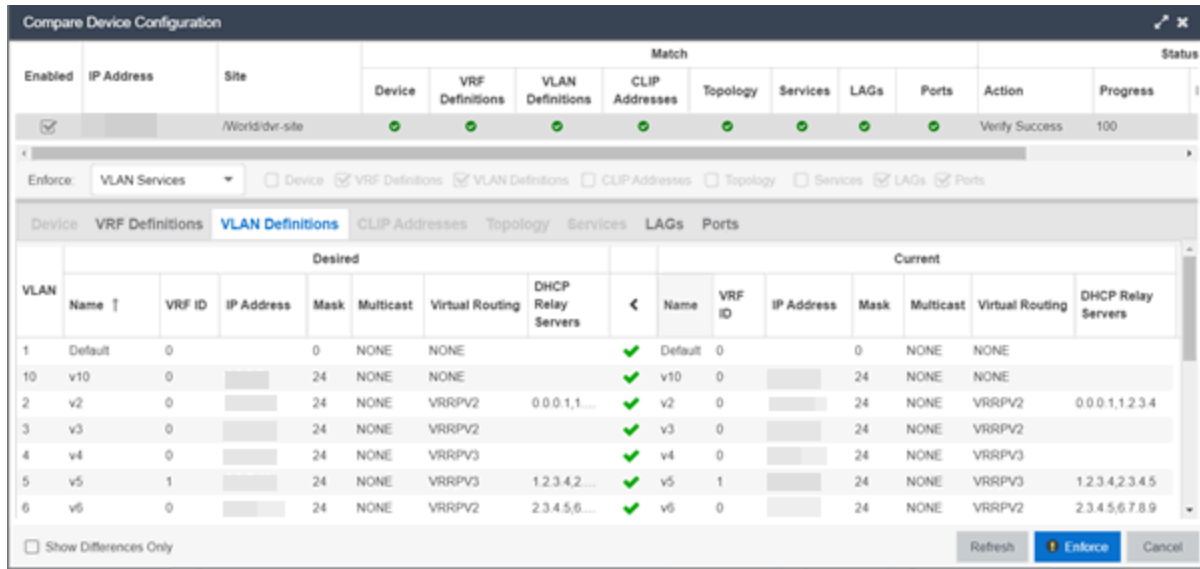 Compare Device Configuration
Match Status
Enabled IP Address Site Device VRF Definitions VLAN Definitions CLIP Addresses Topology Services LAGs Ports Action Progress
/World/dvr-site Verify Success 100
Enforce: VLAN Services Device VRF Definitions VLAN Definitions CLIP Addresses Topology Services LAGs Ports
Device VRF Definitions VLAN Definitions CLIP Addresses Topology Services LAGs Ports
Desired Current
VLAN Name ↑ VRF ID IP Address Mask Multicast Virtual Routing DHCP Relay Servers < Name VRF ID IP Address Mask Multicast Virtual Routing DHCP Relay Servers
1 Default 0 0 NONE NONE Default 0 0 NONE NONE
10 v10 0 24 NONE NONE v10 0 24 NONE NONE
2 v2 0 24 NONE VRRPV2 0.0.0.1,1.... v2 0 24 NONE VRRPV2 0.0.0.1,1.2.3.4
3 v3 0 24 NONE VRRPV2 v3 0 24 NONE VRRPV2
4 v4 0 24 NONE VRRPV3 v4 0 24 NONE VRRPV3
5 v5 1 24 NONE VRRPV3 1.2.3.4,2.... v5 1 24 NONE VRRPV3 1.2.3.4,2.3.4.5
6 v6 0 24 NONE VRRPV2 2.3.4.5,6.... v6 0 24 NONE VRRPV2 2.3.4.5,6.7.8.9
Show Differences Only Refresh Enforce Cancel